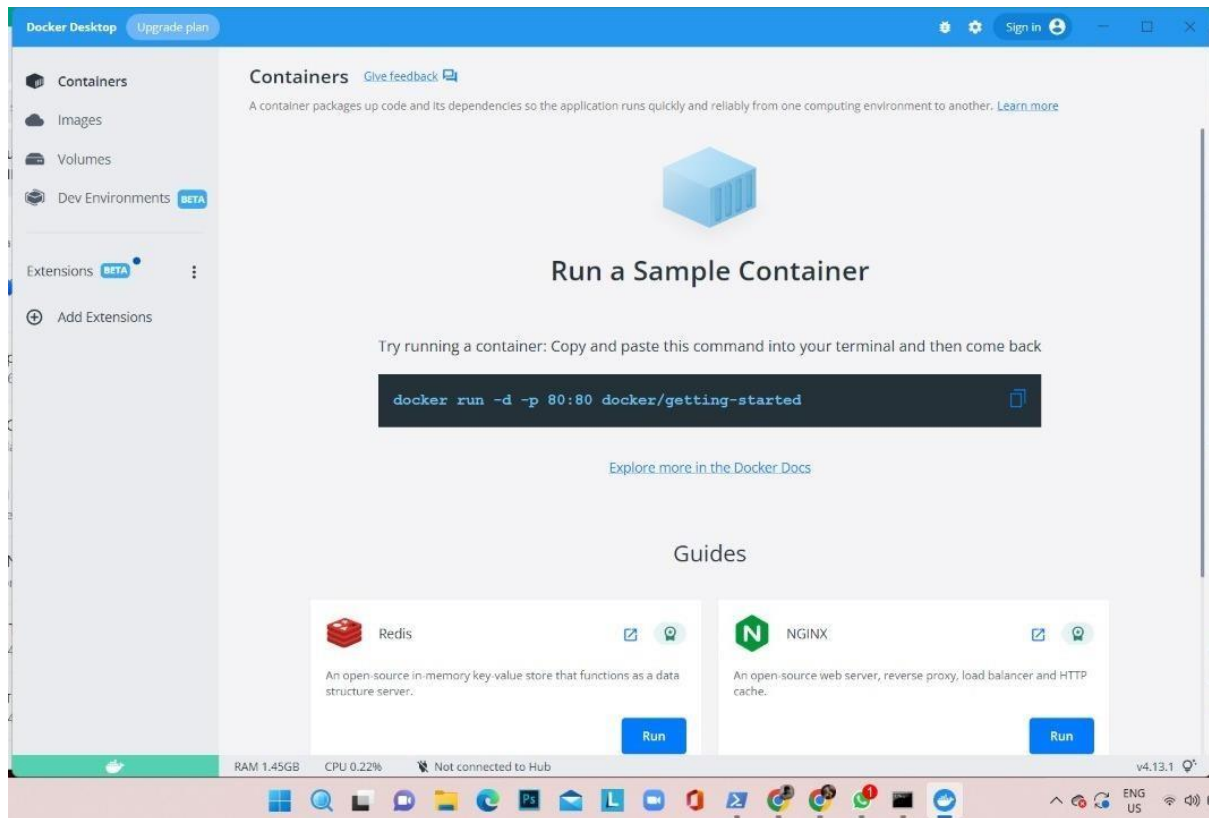 Docker Desktop Upgrade plan Sign in
Containers
Images
Volumes
Dev Environments BETA
Extensions BETA
Add Extensions
Containers Give feedback
A container packages up code and its dependencies so the application runs quickly and reliably from one computing environment to another. Learn more
Run a Sample Container
Try running a container: Copy and paste this command into your terminal and then come back
docker run -d -p 80:80 docker/getting-started
Explore more in the Docker Docs
Guides
Redis
An open-source in-memory key-value store that functions as a data
structure server.
Run
N NGINX
An open-source web server, reverse proxy, load balancer and HTTP
cache.
Run
RAM 1.45GB CPU 0.22% Not connected to Hub v4.13.1
Ps L 1 ENG
US